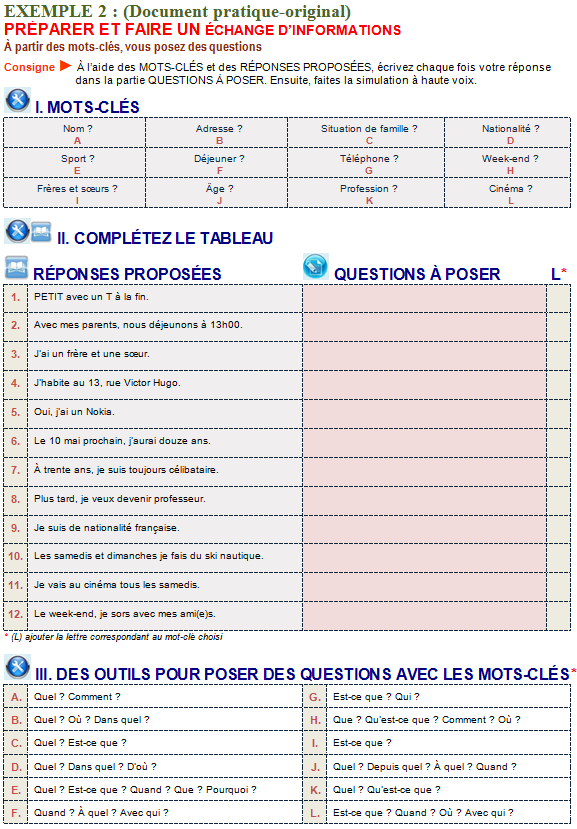 EXEMPLE 2 : (Document pratique-original)
PRÉPARER ET FAIRE UN ÉCHANGE D'INFORMATIONS
À partir des mots-clés, vous posez des questions
Consigne ► À l'aide des MOTS-CLÉS et des RÉPONSES PROPOSÉES, écrivez chaque fois votre réponse
dans la partie QUESTIONS À POSER. Ensuite, faites la simulation à haute voix.
I. MOTS-CLÉS
Nom ? Adresse ? Situation de famille ? Nationalité ?
A B C D
Sport ? Déjeuner ? Téléphone ? Week-end ?
E F G H
Frères et sœurs ? Âge ? Profession ? Cinéma ?
I J K L
II. COMPLÉTEZ LE TABLEAU
RÉPONSES PROPOSÉES QUESTIONS À POSER L*
1. PETIT avec un T à la fin.
2. Avec mes parents, nous déjeunons à 13h00.
3. J'ai un frère et une sœur.
4. J'habite au 13, rue Victor Hugo.
5. Oui, j'ai un Nokia.
6. Le 10 mai prochain, j'aurai douze ans.
7. À trente ans, je suis toujours célibataire.
8. Plus tard, je veux devenir professeur.
9. Je suis de nationalité française.
10. Les samedis et dimanches je fais du ski nautique.
11. Je vais au cinéma tous les samedis.
12. Le week-end, je sors avec mes ami(e)s.
* (L) ajouter la lettre correspondant au mot-clé choisi
III. DES OUTILS POUR POSER DES QUESTIONS AVEC LES MOTS-CLÉS*
A. Quel ? Comment ? G. Est-ce que ? Qui ?
B. Quel ? Où ? Dans quel ? H. Que ? Qu'est-ce que ? Comment ? Où ?
C. Quel ? Est-ce que ? I. Est-ce que ?
D. Quel ? Dans quel ? D'où ? J. Quel ? Depuis quel ? À quel ? Quand ?
E. Quel ? Est-ce que ? Quand ? Que ? Pourquoi ? K. Quel ? Qu'est-ce que ?
F. Quand ? À quel ? Avec qui ? L. Est-ce que ? Quand ? Où ? Avec qui ?